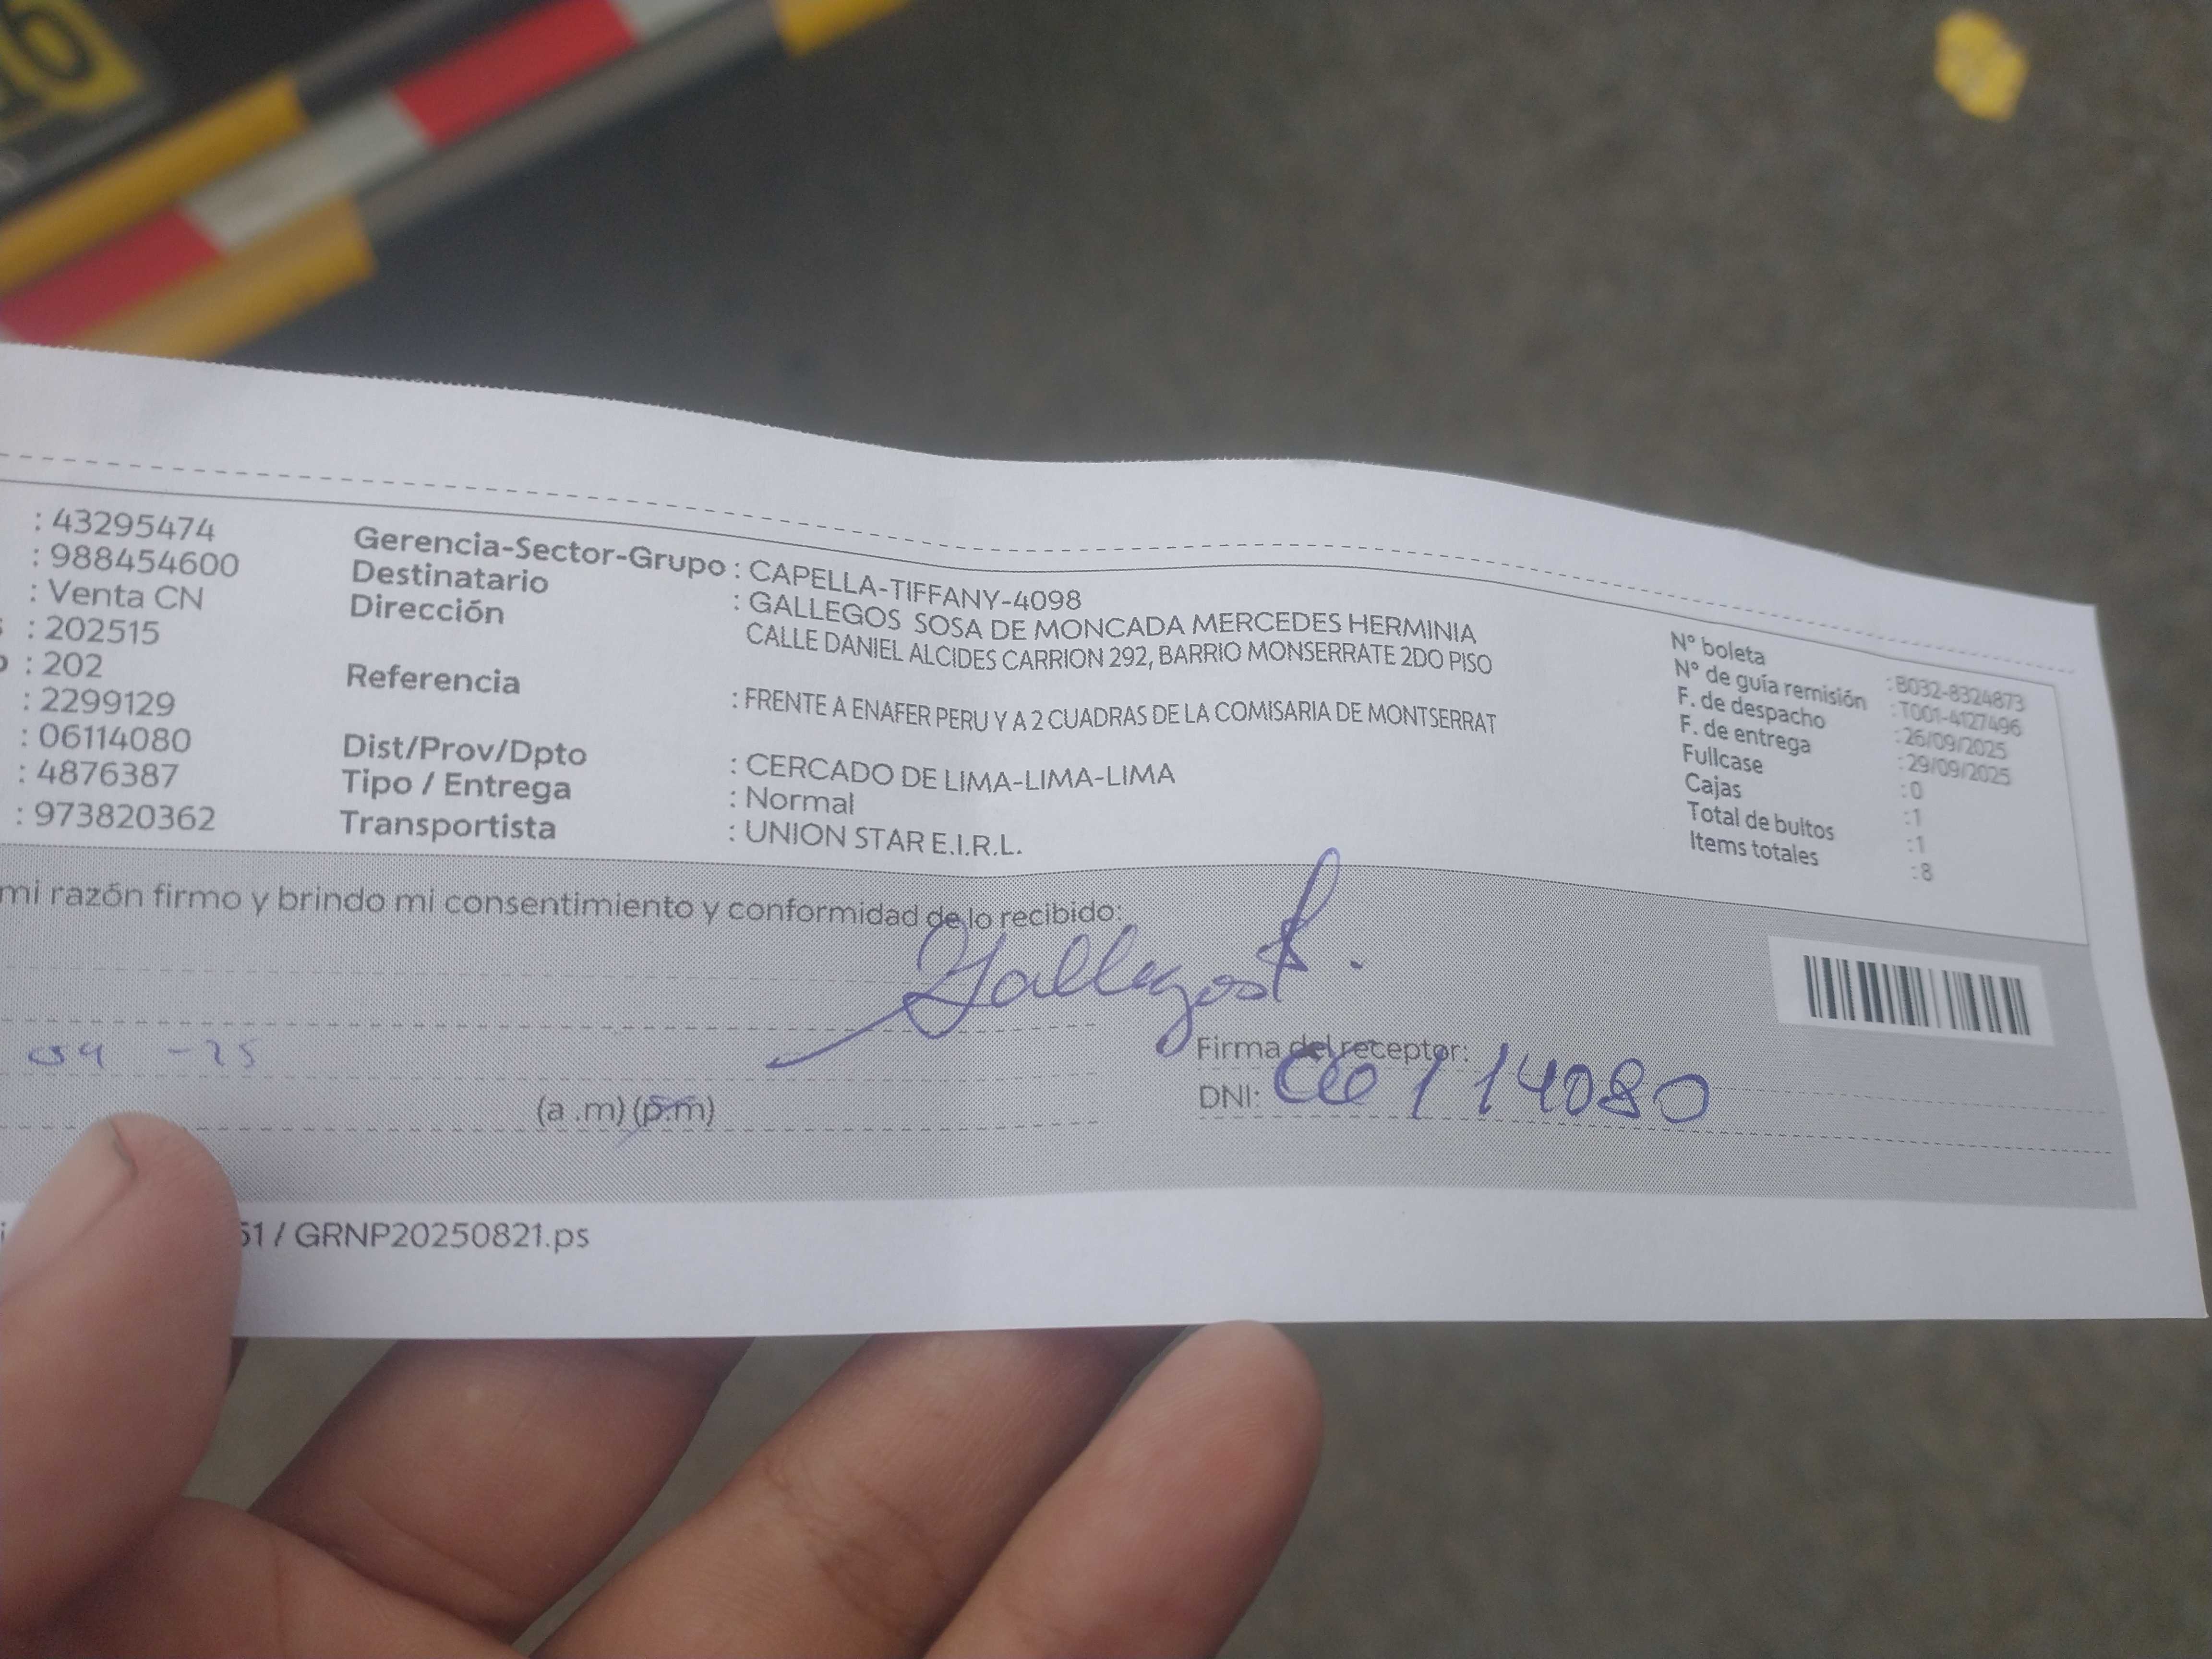 : 43295474
: 988454600
: Venta CN
: 202515
: 202
: 2299129
: 06114080
: 4876387
: 973820362
Gerencia-Sector-Grupo : CAPELLA-TIFFANY-4098
Destinatario : GALLEGOS SOSA DE MONCADA MERCEDES HERMINIA
Dirección CALLE DANIEL ALCIDES CARRION 292, BARRIO MONSERRATE 2DO PISO
Referencia : FRENTE A ENAFER PERU Y A 2 CUADRAS DE LA COMISARIA DE MONTSERRAT
Dist/Prov/Dpto : CERCADO DE LIMA-LIMA-LIMA
Tipo / Entrega : Normal
Transportista : UNION STAR E.I.R.L.
N° boleta : B032-8324873
N° de guía remisión : T001-4127496
F. de despacho : 26/09/2025
F. de entrega : 29/09/2025
Fullcase : 0
Cajas : 1
Total de bultos : 1
Items totales : 8
mi razón firmo y brindo mi consentimiento y conformidad de lo recibido:
Gallegos
Firma del receptor:
09 -25
DNI: 06114080
(a .m) (p.m)
51 / GRNP20250821.ps